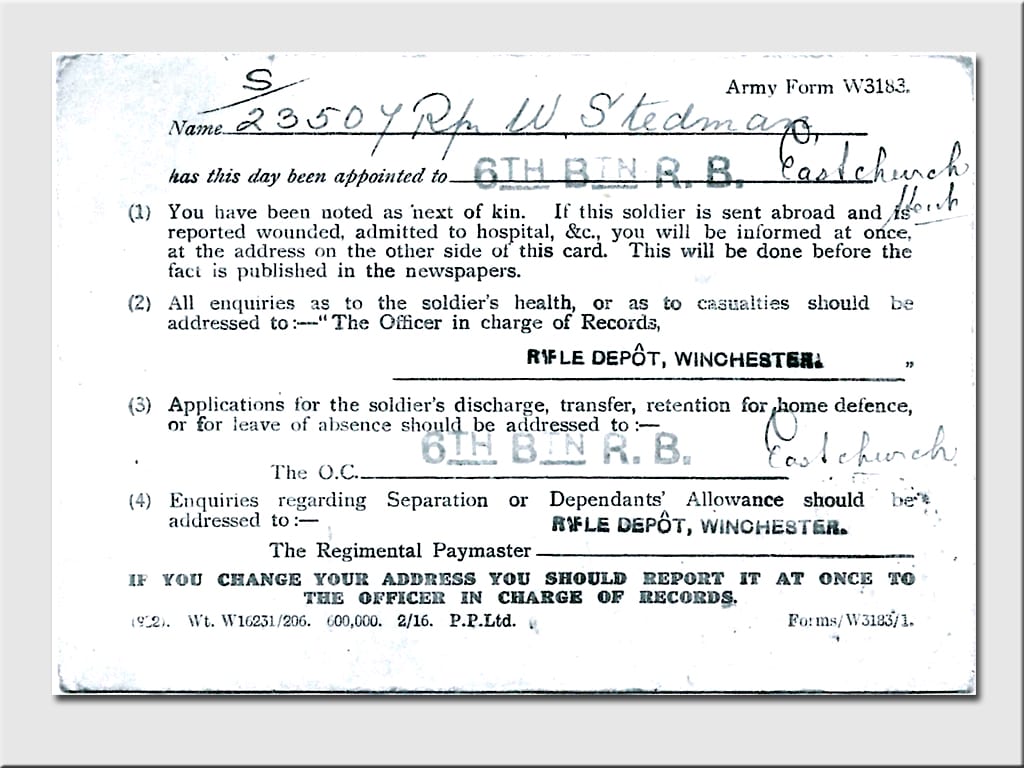 S/
Army Form W3183.
Name 23507 Rfn W Stedman,
has this day been appointed to 6TH BTN R. B. Eastchurch
Kent
(1) You have been noted as next of kin. If this soldier is sent abroad and is
reported wounded, admitted to hospital, &c., you will be informed at once,
at the address on the other side of this card. This will be done before the
fact is published in the newspapers.
(2) All enquiries as to the soldier's health, or as to casualties should be
addressed to:—"The Officer in charge of Records,
RIFLE DEPÔT, WINCHESTER. "
(3) Applications for the soldier's discharge, transfer, retention for home defence,
or for leave of absence should be addressed to:—
The O.C. 6TH BTN R. B. Eastchurch
(4) Enquiries regarding Separation or Dependants' Allowance should be
addressed to:— RIFLE DEPÔT, WINCHESTER.
The Regimental Paymaster
IF YOU CHANGE YOUR ADDRESS YOU SHOULD REPORT IT AT ONCE TO
THE OFFICER IN CHARGE OF RECORDS.
Wt. W16231/206. 600,000. 2/16. P.P.Ltd. Forms/W3183/1.